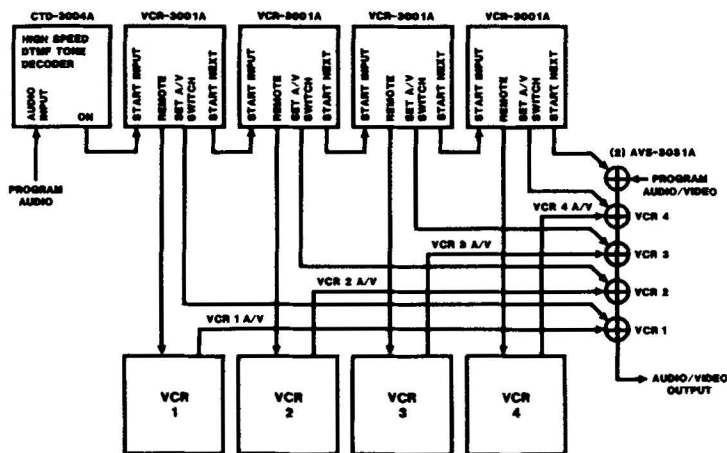 CTD-3004A
VCR-3001A
VCR-3001A
VCR-3001A
VCR-3001A
HIGH SPEED
DTMF TONE
DECODER
AUDIO
INPUT
ON
START INPUT
REMOTE
SET A/V
SWITCH
START NEXT
START INPUT
REMOTE
SET A/V
SWITCH
START NEXT
START INPUT
REMOTE
SET A/V
SWITCH
START NEXT
START INPUT
REMOTE
SET A/V
SWITCH
START NEXT
PROGRAM
AUDIO
(2) AVS-3031A
PROGRAM
AUDIO/VIDEO
VCR 4 A/V
VCR 4
VCR 3 A/V
VCR 3
VCR 2 A/V
VCR 2
VCR 1 A/V
VCR 1
VCR
1
VCR
2
VCR
3
VCR
4
AUDIO/VIDEO
OUTPUT